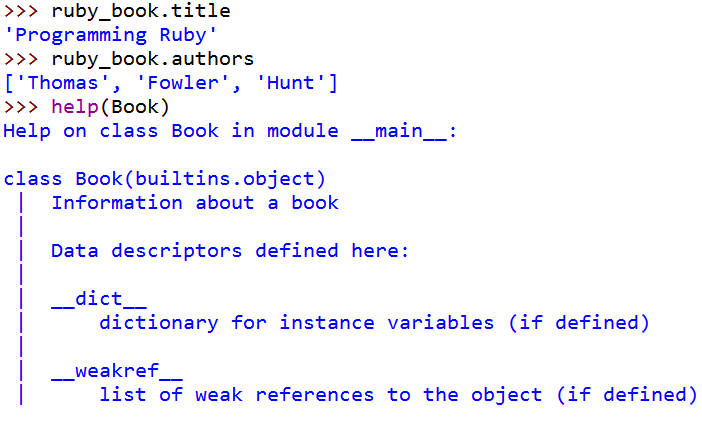 >>> ruby_book.title
'Programming Ruby'
>>> ruby_book.authors
['Thomas', 'Fowler', 'Hunt']
>>> help(Book)
Help on class Book in module __main__:

class Book(builtins.object)
 |  Information about a book
 |
 |  Data descriptors defined here:
 |
 |  __dict__
 |      dictionary for instance variables (if defined)
 |
 |  __weakref__
 |      list of weak references to the object (if defined)